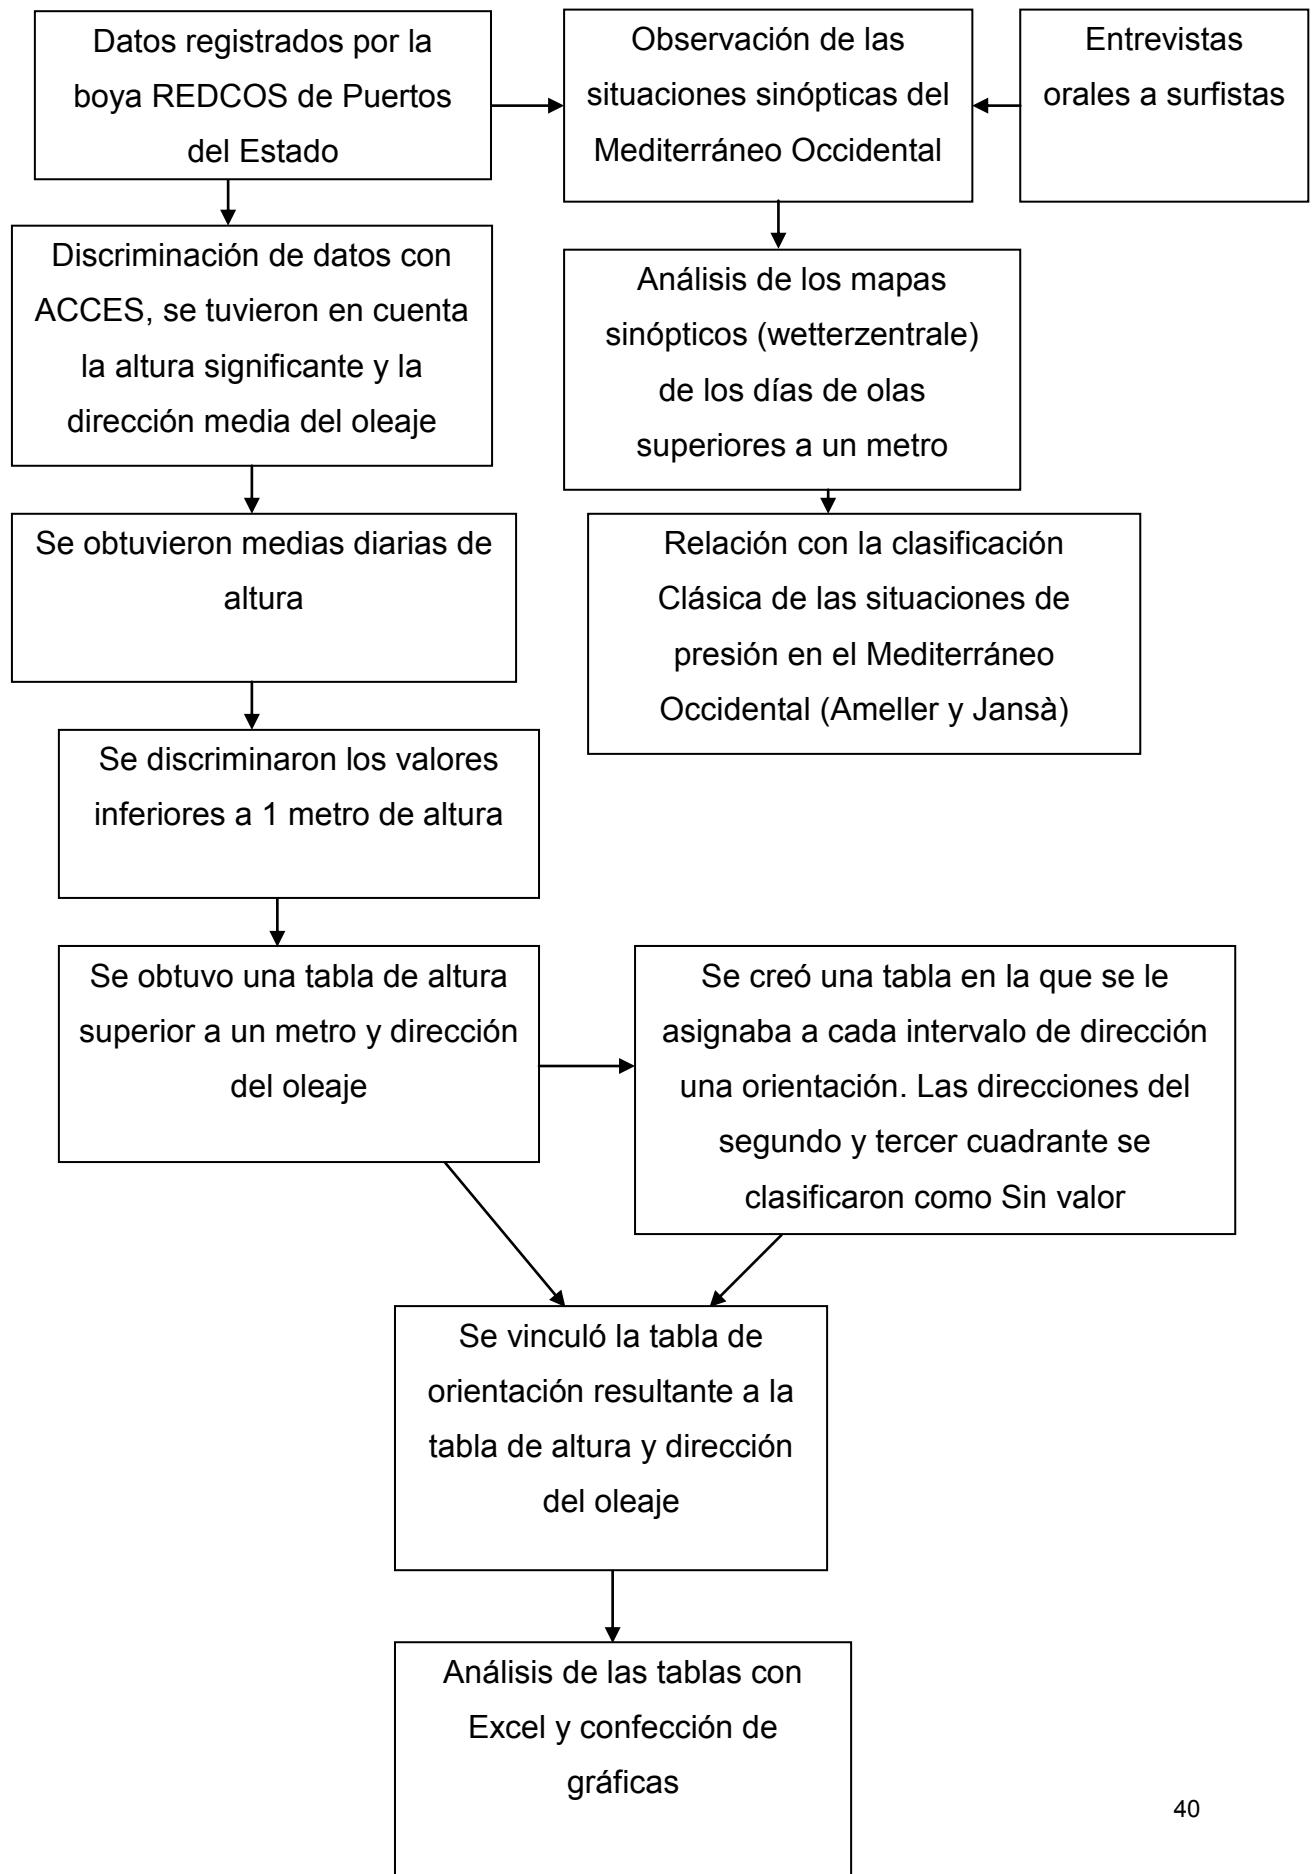 Datos registrados por la
boya REDCOS de Puertos
del Estado
Observación de las
situaciones sinópticas del
Mediterráneo Occidental
Entrevistas
orales a surfistas
Discriminación de datos con
ACCES, se tuvieron en cuenta
la altura significante y la
dirección media del oleaje
Análisis de los mapas
sinópticos (wetterzentrale)
de los días de olas
superiores a un metro
Se obtuvieron medias diarias de
altura
Relación con la clasificación
Clásica de las situaciones de
presión en el Mediterráneo
Occidental (Ameller y Jansà)
Se discriminaron los valores
inferiores a 1 metro de altura
Se obtuvo una tabla de altura
superior a un metro y dirección
del oleaje
Se creó una tabla en la que se le
asignaba a cada intervalo de dirección
una orientación. Las direcciones del
segundo y tercer cuadrante se
clasificaron como Sin valor
Se vinculó la tabla de
orientación resultante a la
tabla de altura y dirección
del oleaje
Análisis de las tablas con
Excel y confección de
gráficas
40